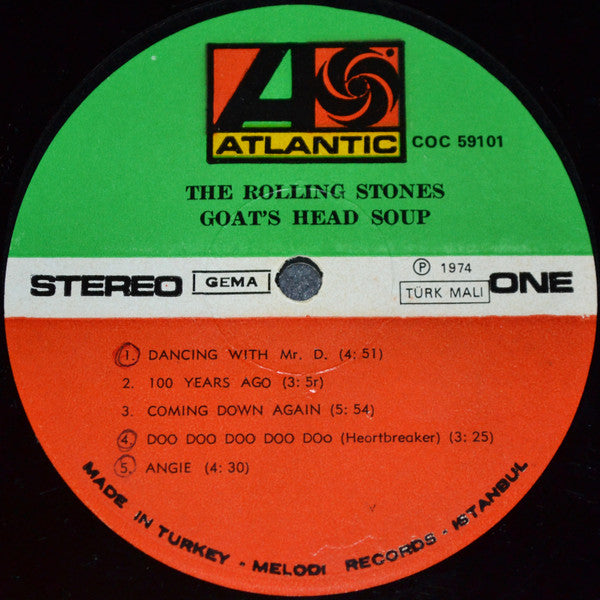 ATLANTIC
COC 59101
THE ROLLING STONES
GOAT'S HEAD SOUP
STEREO GEMA Ⓟ 1974 TÜRK MALI ONE
1. DANCING WITH Mr. D. (4: 51)
2. 100 YEARS AGO (3: 5r)
3. COMING DOWN AGAIN (5: 54)
4. DOO DOO DOO DOO DOo (Heortbreaker) (3: 25)
5. ANGIE (4: 30)
MADE IN TURKEY - MELODI RECORDS - ISTANBUL